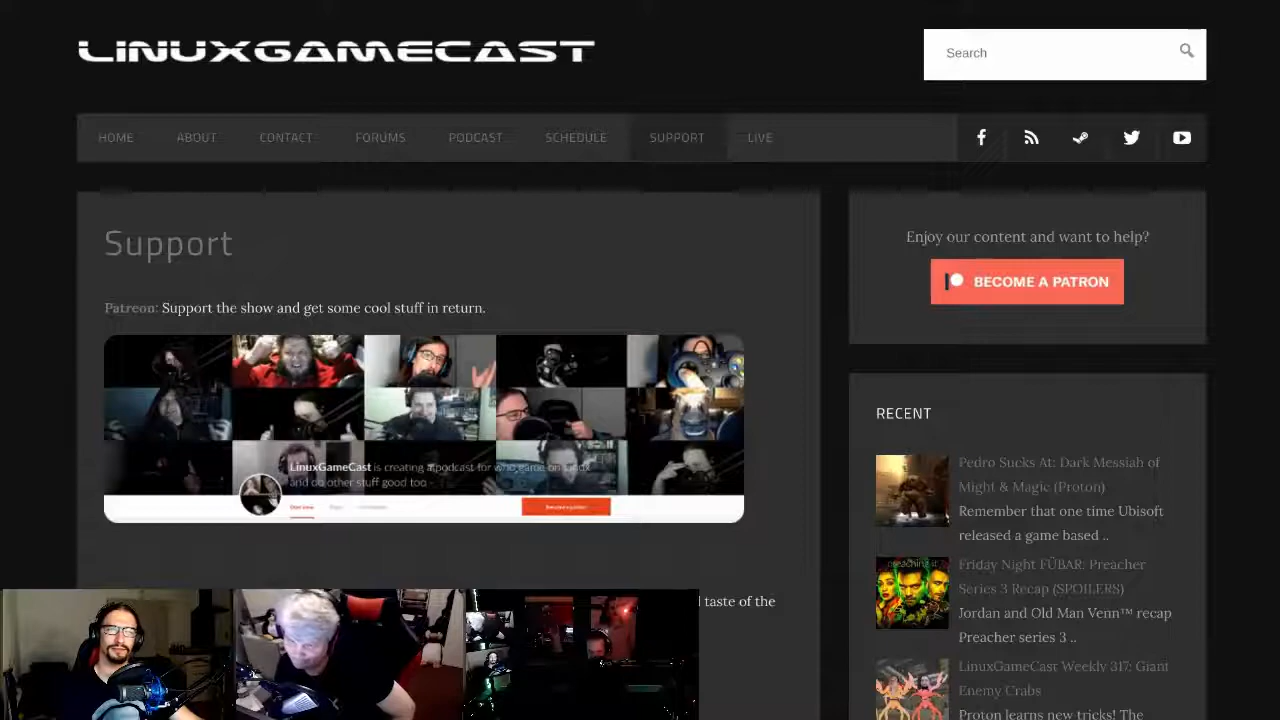 LINUXGAMECAST
Search
HOME ABOUT CONTACT FORUMS PODCAST SCHEDULE SUPPORT LIVE
Support
Patreon: Support the show and get some cool stuff in return.
LinuxGameCast is creating a podcast for who game on Linux
and do other stuff good too
taste of the
Enjoy our content and want to help?
BECOME A PATRON
RECENT
Pedro Sucks At: Dark Messiah of
Might & Magic (Proton)
Remember that one time Ubisoft
released a game based ..
Friday Night FÜBAR: Preacher
Series 3 Recap (SPOILERS)
Jordan and Old Man Venn™ recap
Preacher series 3 ..
LinuxGameCast Weekly 317: Giant
Enemy Crabs
Proton learns new tricks! The